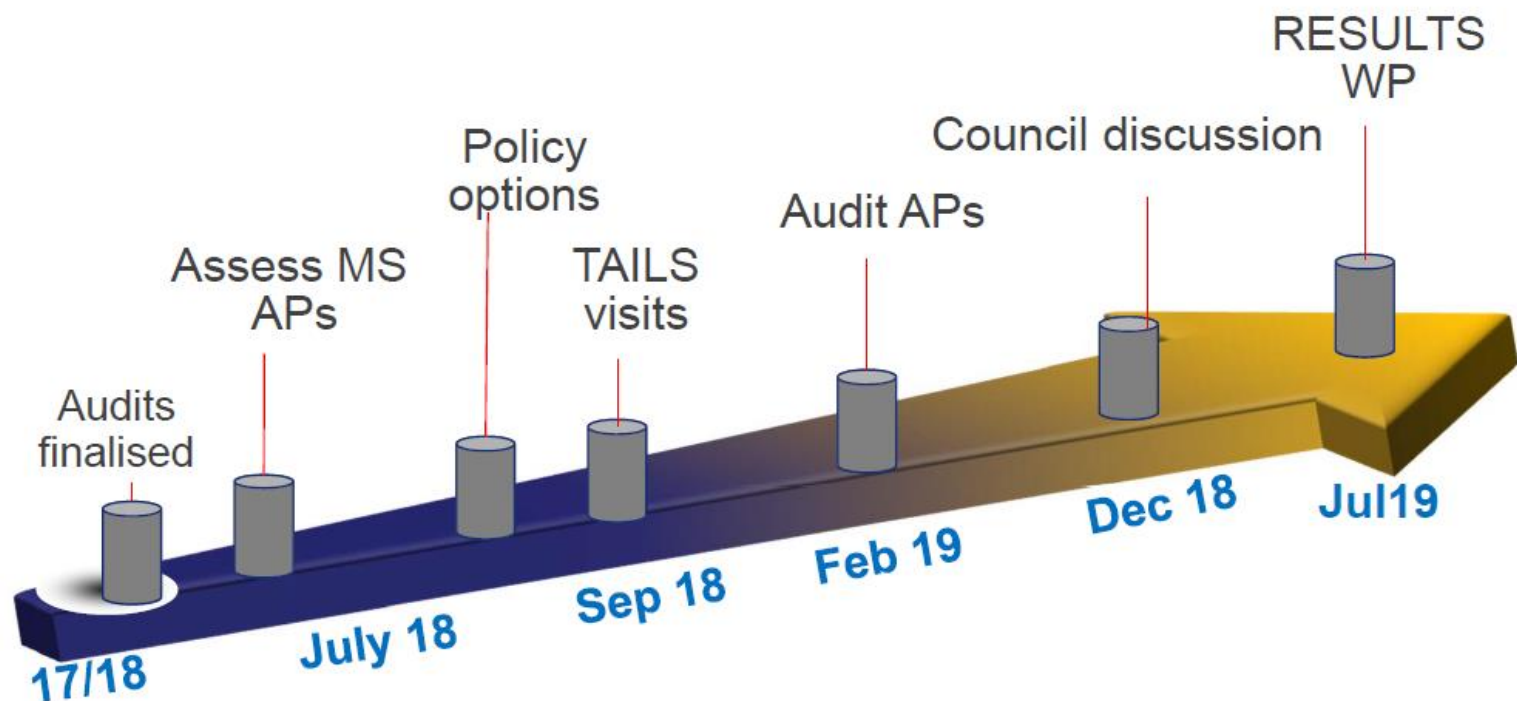 RESULTS
WP
Council discussion
Policy
options
Audit APs
Assess MS
APs
TAILS
visits
Audits
finalised
17/18
July 18
Sep 18
Feb 19
Dec 18
Jul19